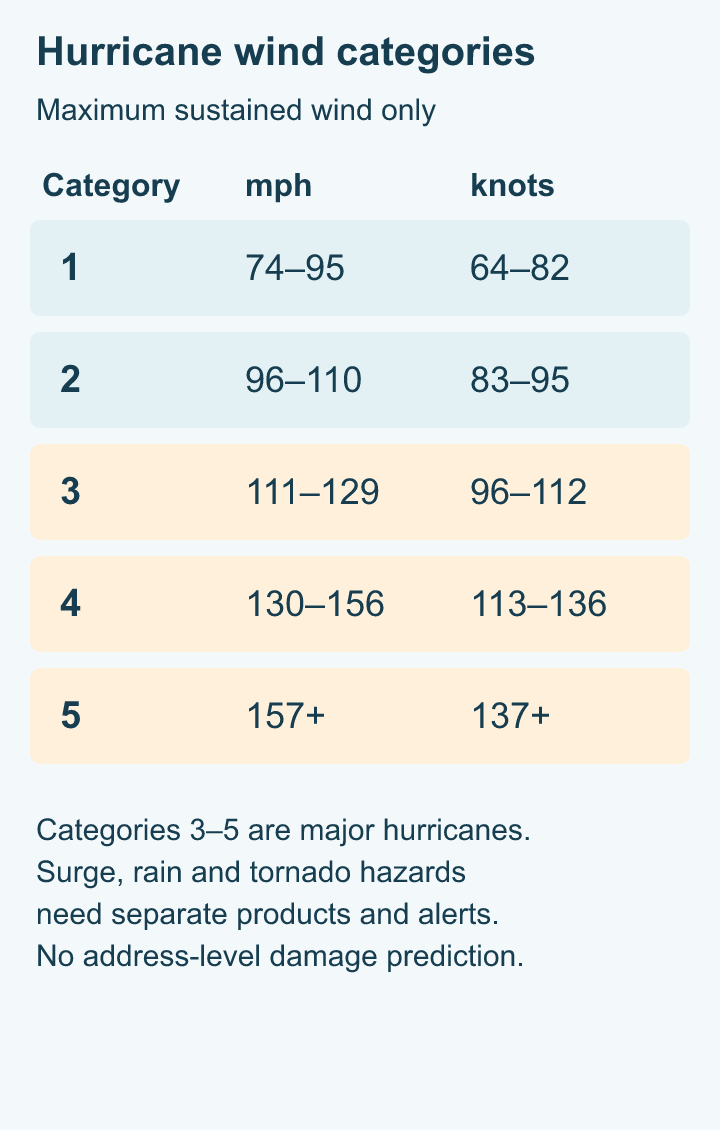 Hurricane wind categories
Maximum sustained wind only
Category mph knots
1 74–95 64–82
2 96–110 83–95
3 111–129 96–112
4 130–156 113–136
5 157+ 137+
Categories 3–5 are major hurricanes.
Surge, rain and tornado hazards
need separate products and alerts.
No address-level damage prediction.